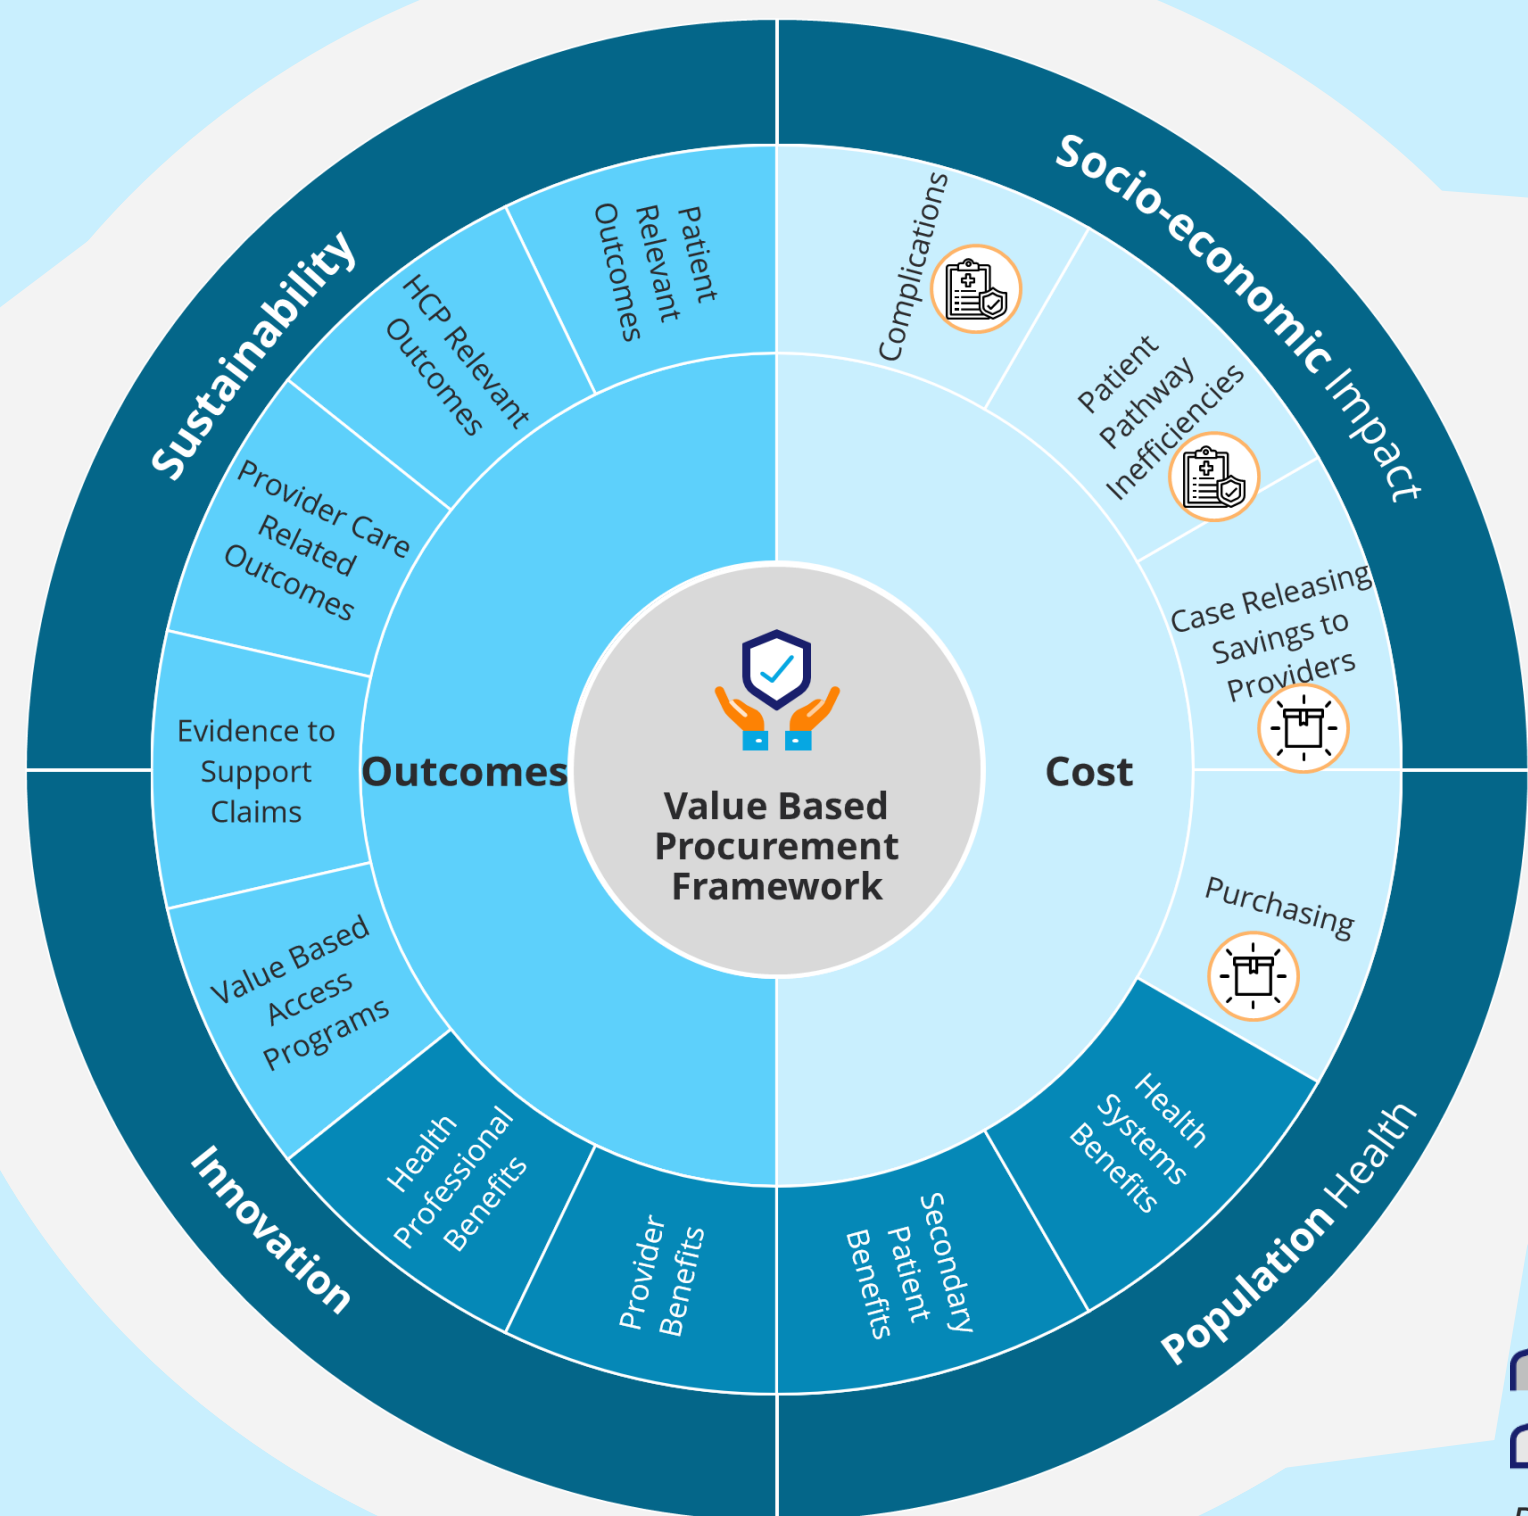 Socio-economic Impact
Sustainability
Innovation
Population Health
Patient
Relevant
Outcomes
HCP Relevant
Outcomes
Provider Care
Related
Outcomes
Evidence to
Support
Claims
Value Based
Access
Programs
Health
Professional
Benefits
Provider
Benefits
Secondary
Patient
Benefits
Health
Systems
Benefits
Purchasing
Case Releasing
Savings to
Providers
Patient
Pathway
Inefficiencies
Complications
Outcomes
Cost
Value Based
Procurement
Framework